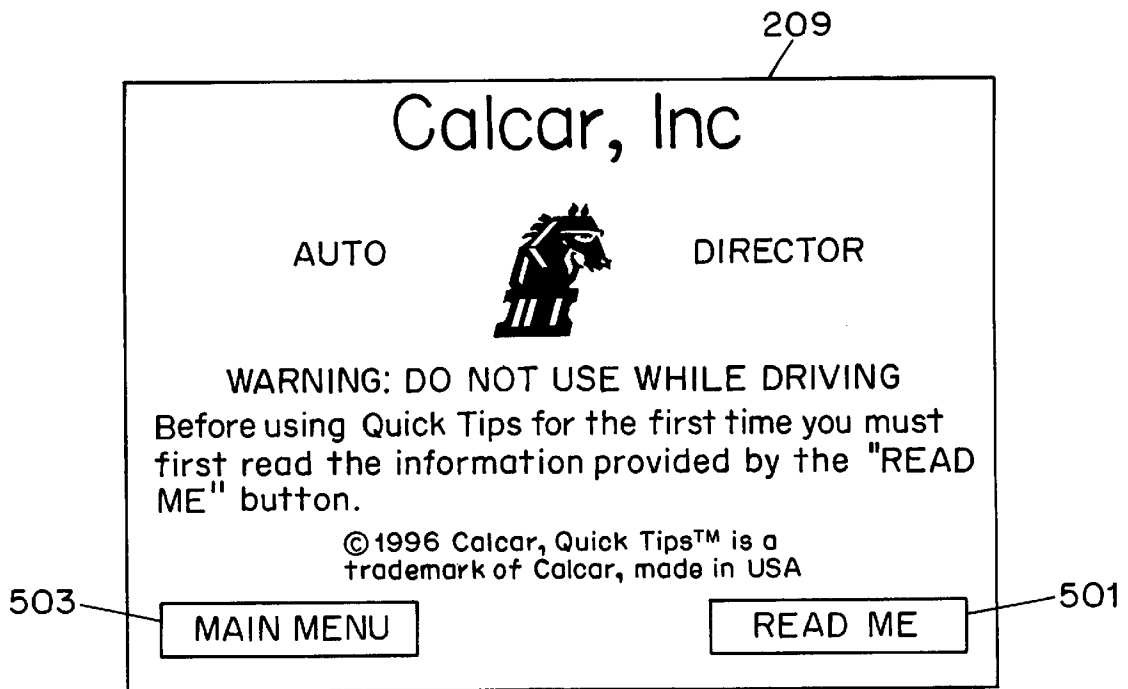 209
Calcar, Inc
AUTO DIRECTOR
WARNING: DO NOT USE WHILE DRIVING
Before using Quick Tips for the first time you must
first read the information provided by the "READ
ME" button.
©1996 Calcar, Quick Tips™ is a
trademark of Calcar, made in USA
503 MAIN MENU READ ME 501